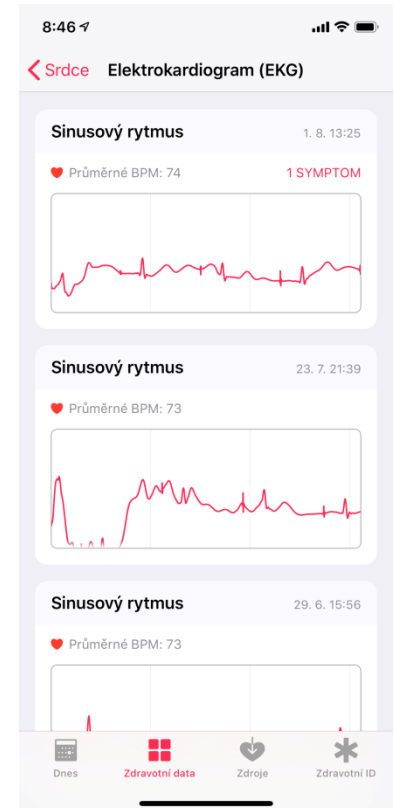 8:46
Srdce Elektrokardiogram (EKG)
Sinusový rytmus 1. 8. 13:25
Průměrné BPM: 74 1 SYMPTOM
Sinusový rytmus 23. 7. 21:39
Průměrné BPM: 73
Sinusový rytmus 29. 6. 15:56
Průměrné BPM: 73
Dnes Zdravotní data Zdroje Zdravotní ID